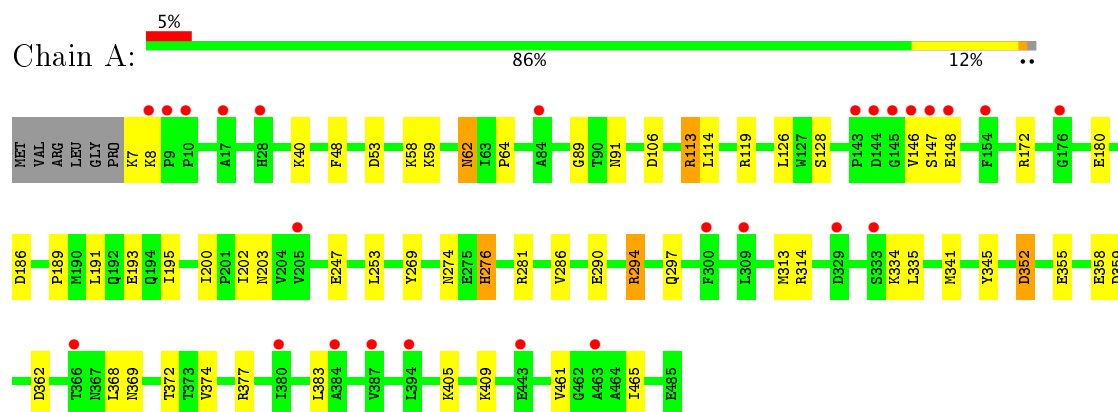 5%
Chain A:
86% 12% ••
MET VAL ARG LEU GLY PRO K7 K8 P9 P10 A17 H28 K40 F48 D53 K58 K59 N62 I63 P64 A84 G89 T90 N91 D106 R113 L114 R119 L126 W127 S128 P143 D144 G145 V146 S147 E148 F154 R172 G176 E180
D186 P189 M190 L191 Q192 E193 Q194 I195 I200 P201 I202 N203 V204 V205 E247 L253 Y269 N274 E275 H276 R281 V286 E290 R294 Q297 F300 L309 M313 R314 D329 S333 K334 L335 M341 Y345 D352 E355 E358 D359
D362 T366 N367 L368 N369 T372 T373 V374 R377 I380 L383 A384 V387 L394 K405 K409 E443 V461 G462 A463 A464 I465 E485